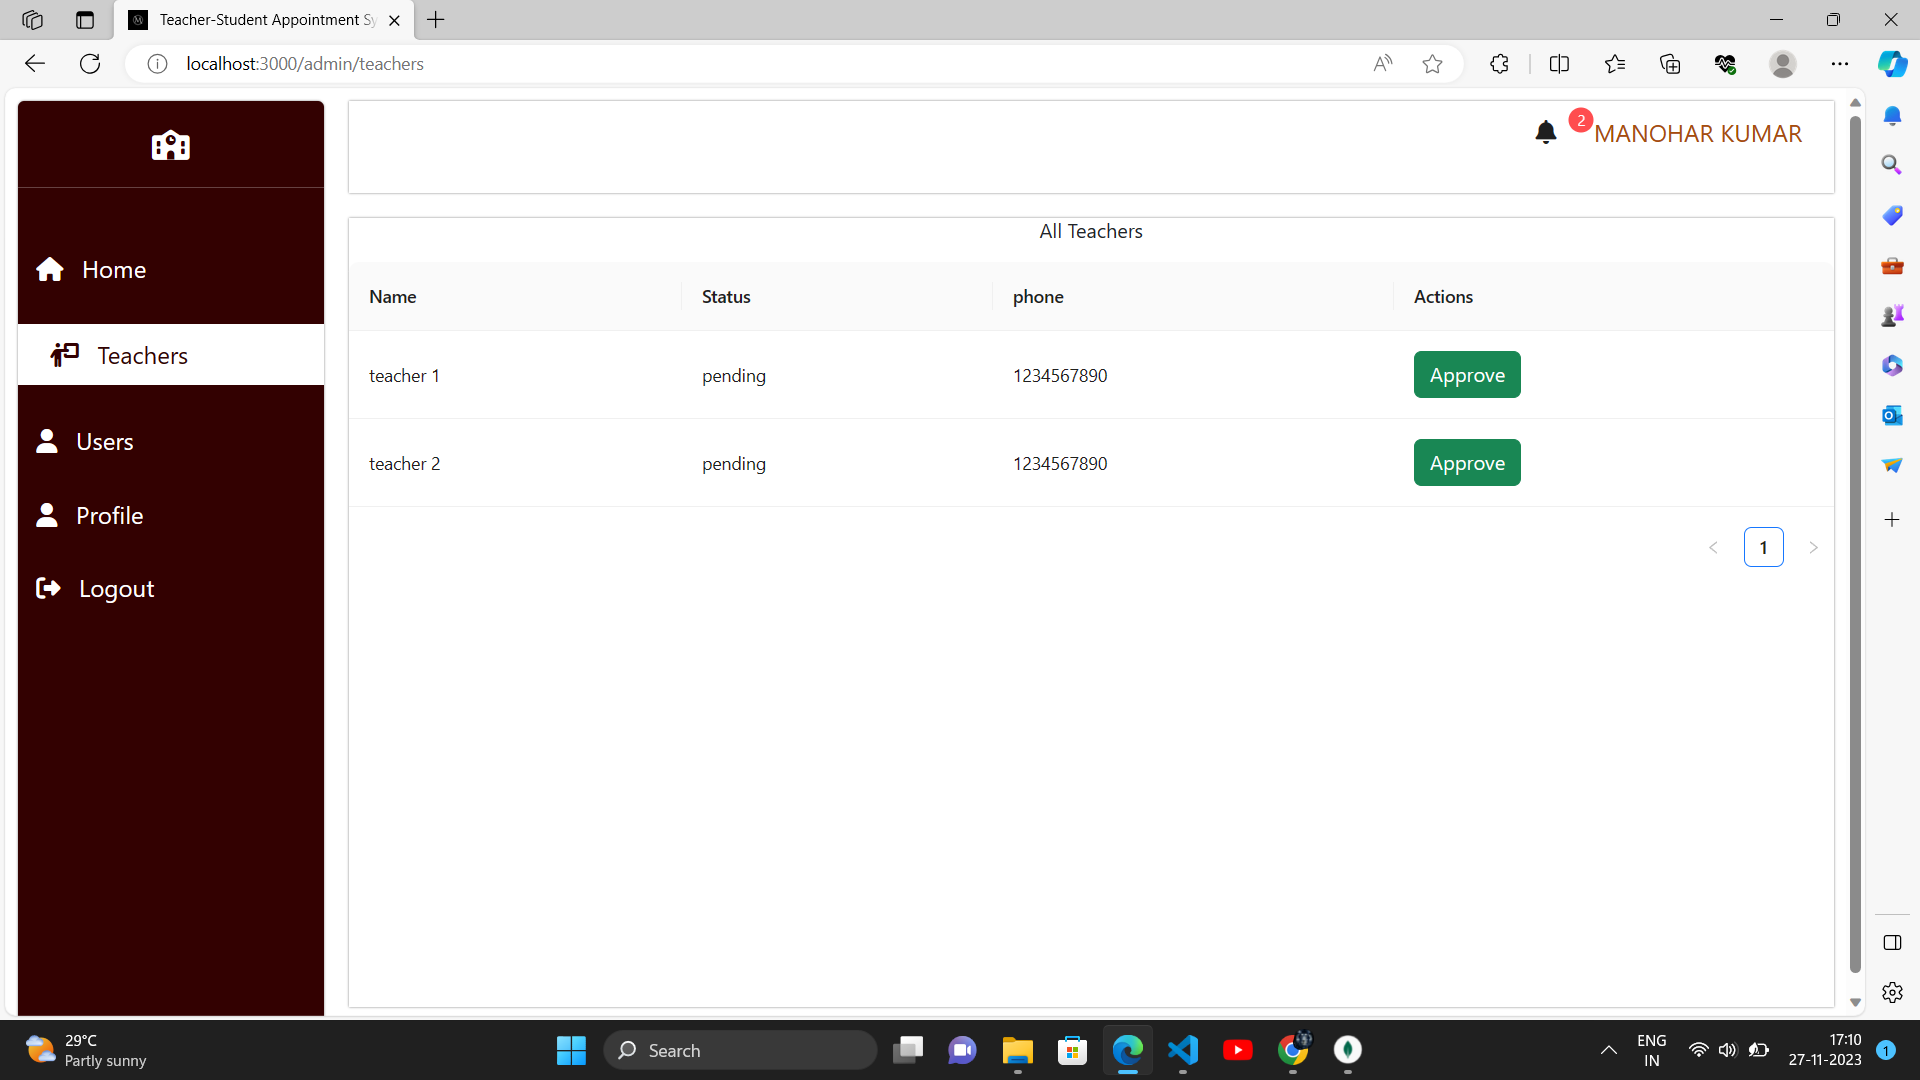 Teacher-Student Appointment Sy
localhost:3000/admin/teachers
2
MANOHAR KUMAR
Home
Teachers
Users
Profile
Logout
All Teachers
Name Status phone Actions
teacher 1 pending 1234567890 Approve
teacher 2 pending 1234567890 Approve
1
29°C
Partly sunny
Search
ENG
IN
17:10
27-11-2023
1